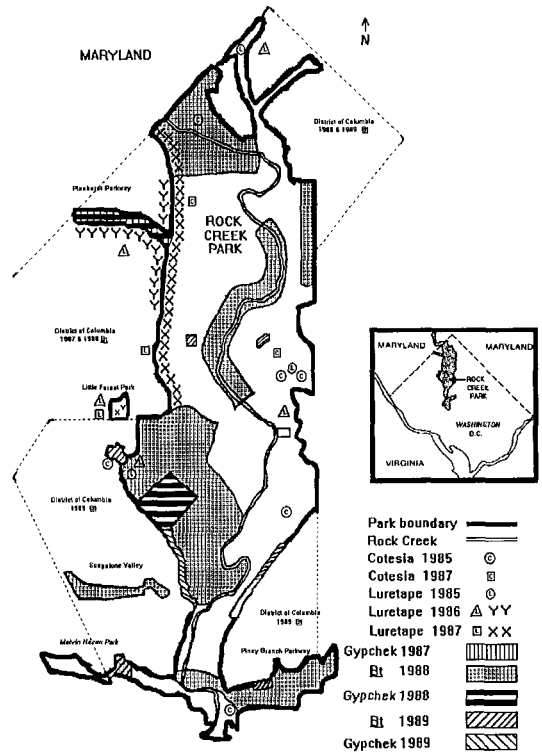 MARYLAND
N
District of Columbia
1988 & 1989 Bt
Pinehurst Parkway
ROCK
CREEK
PARK
District of Columbia
1987 & 1988 Bt
Little Forest Park
District of Columbia
1989 Bt
Soapstone Valley
Melvin Hazen Park
District of Columbia
1989 Bt
Piney Branch Parkway
MARYLAND
MARYLAND
ROCK
CREEK
PARK
WASHINGTON
D.C.
VIRGINIA
Park boundary
Rock Creek
Cotesia 1985 C
Cotesia 1987 C
Luretape 1985 L
Luretape 1986 L Y Y
Luretape 1987 L X X
Gypchek 1987
Bt 1988
Gypchek 1988
Bt 1989
Gypchek 1989